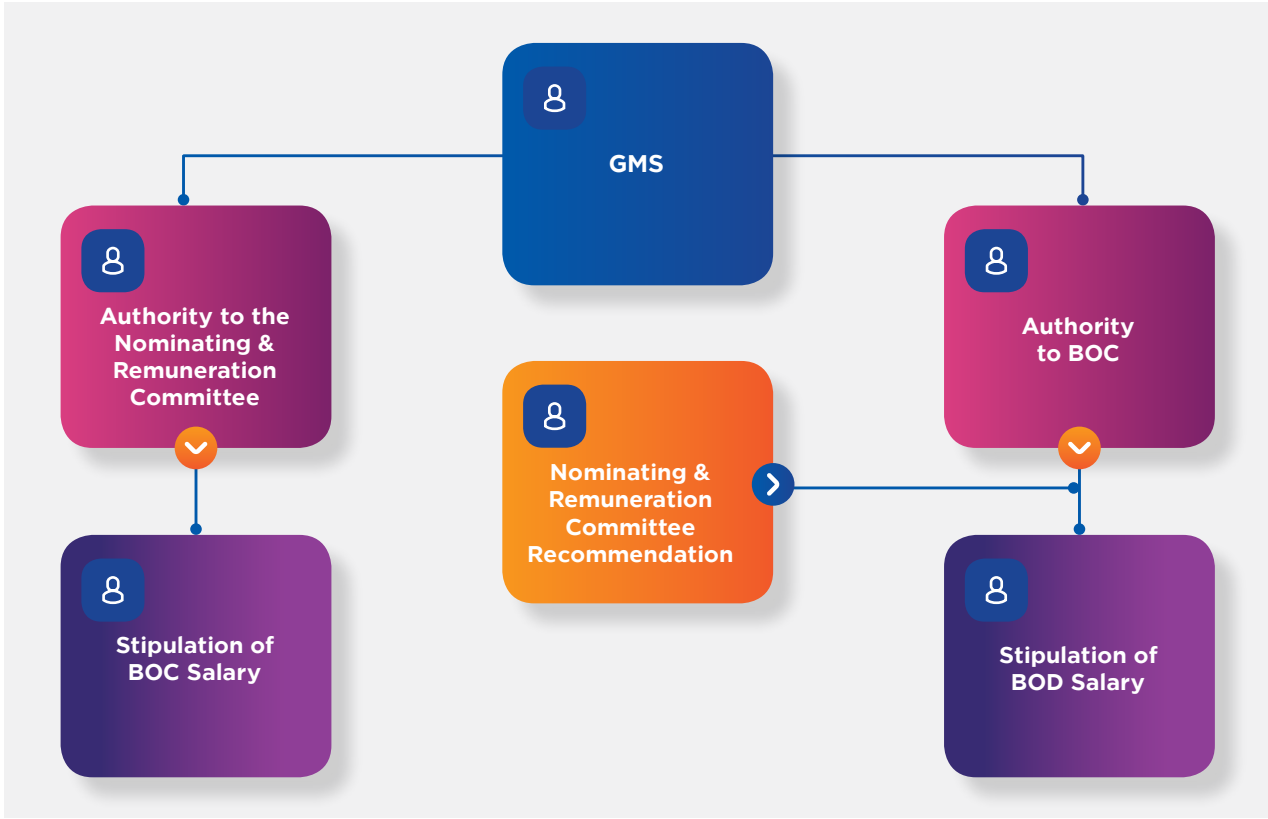 GMS
Authority to the
Nominating &
Remuneration
Committee
Authority
to BOC
Nominating &
Remuneration
Committee
Recommendation
Stipulation of
BOC Salary
Stipulation of
BOD Salary